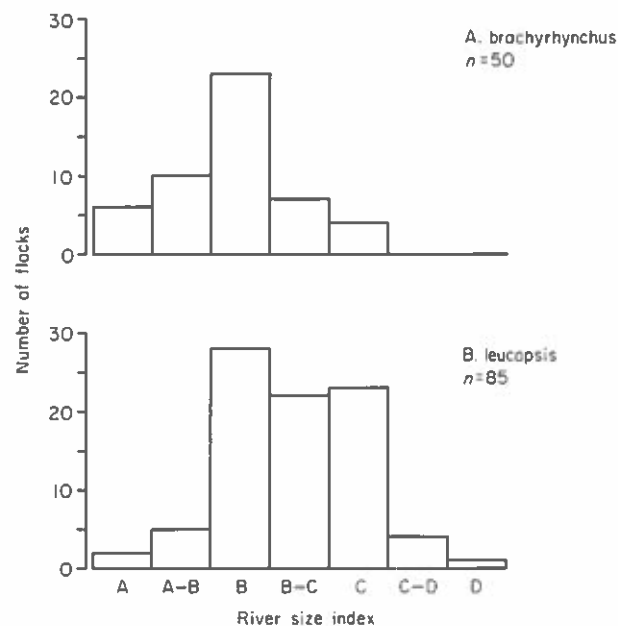 30
A. brachyrhynchus
n=50
20
10
0
Number of flocks
30
B. leucopsis
n=85
20
10
0
A A-B B B-C C C-D D
River size index